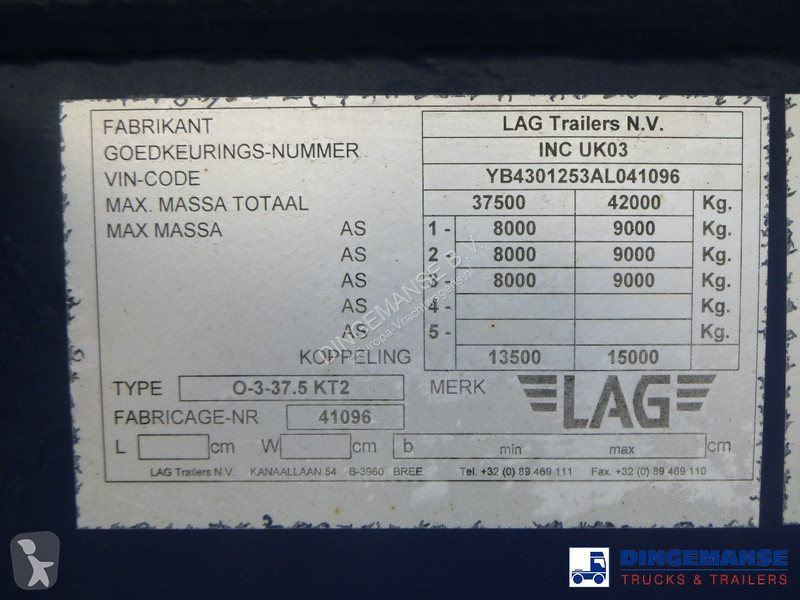 FABRIKANT LAG Trailers N.V.
GOEDKEURINGS-NUMMER INC UK03
VIN-CODE YB4301253AL041096
MAX. MASSA TOTAAL 37500 42000 Kg.
MAX MASSA AS 1 - 8000 9000 Kg.
AS 2 - 8000 9000 Kg.
AS 3 - 8000 9000 Kg.
AS 4 - Kg.
AS 5 - Kg.
KOPPELING 13500 15000
TYPE O-3-37.5 KT2 MERK LAG
FABRICAGE-NR 41096
L cm W cm b min max cm
LAG Trailers N.V. KANAALLAAN 54 B-3960 BREE Tel. +32 (0) 89 469 111 Fax. +32 (0) 89 469 110
DINGEMANSE B.V.
DINGEMANSE
TRUCKS & TRAILERS